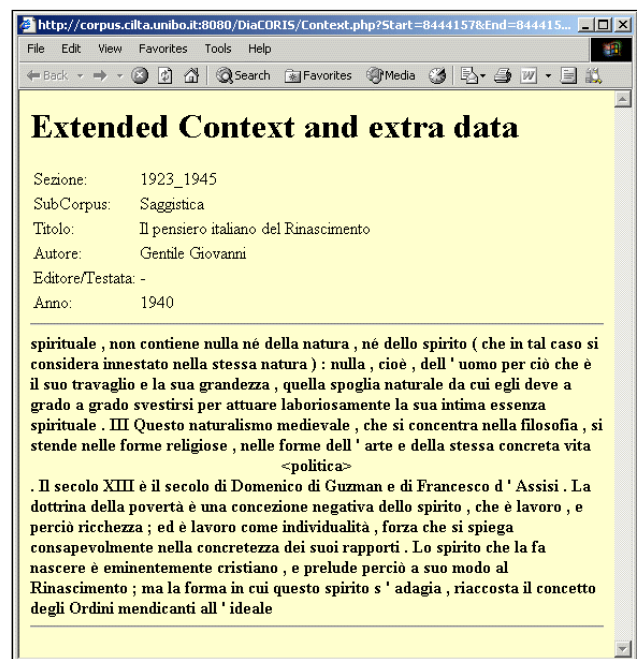 http://corpus.cilta.unibo.it:8080/DiaCORIS/Context.php?Start=8444157&End=844415...
File Edit View Favorites Tools Help
Back Search Favorites Media
Extended Context and extra data
Sezione: 1923_1945
SubCorpus: Saggistica
Titolo: Il pensiero italiano del Rinascimento
Autore: Gentile Giovanni
Editore/Testata: -
Anno: 1940
spirituale , non contiene nulla né della natura , né dello spirito ( che in tal caso si
considera innestato nella stessa natura ) : nulla , cioè , dell ' uomo per ciò che è
il suo travaglio e la sua grandezza , quella spoglia naturale da cui egli deve a
grado a grado svestirsi per attuare laboriosamente la sua intima essenza
spirituale . III Questo naturalismo medievale , che si concentra nella filosofia , si
stende nelle forme religiose , nelle forme dell ' arte e della stessa concreta vita
<politica>
. Il secolo XIII è il secolo di Domenico di Guzman e di Francesco d ' Assisi . La
dottrina della povertà è una concezione negativa dello spirito , che è lavoro , e
perciò ricchezza ; ed è lavoro come individualità , forza che si spiega
consapevolmente nella concretezza dei suoi rapporti . Lo spirito che la fa
nascere è eminentemente cristiano , e prelude perciò a suo modo al
Rinascimento ; ma la forma in cui questo spirito s ' adagia , riaccosta il concetto
degli Ordini mendicanti all ' ideale